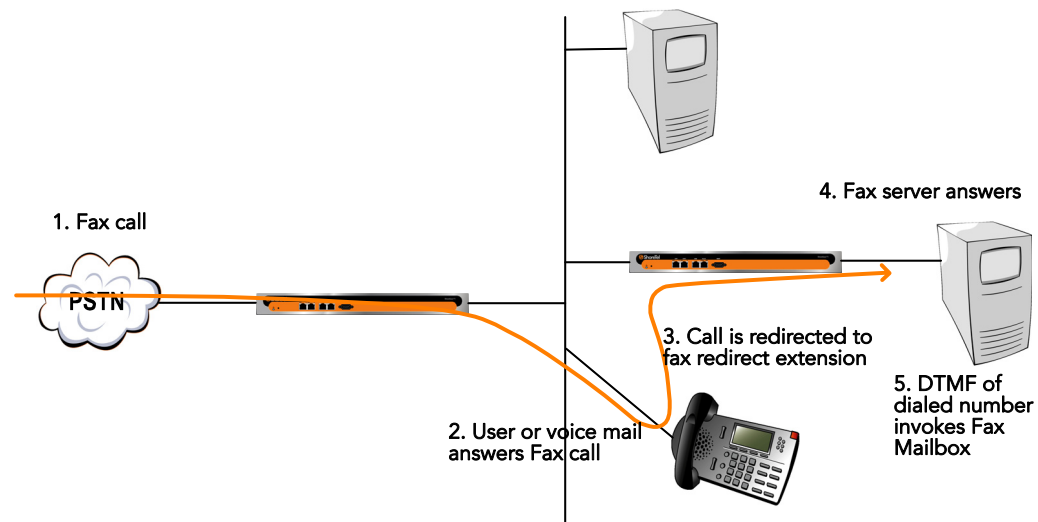 1. Fax call
PSTN
2. User or voice mail
answers Fax call
ShoreTel
3. Call is redirected to
fax redirect extension
4. Fax server answers
5. DTMF of
dialed number
invokes Fax
Mailbox